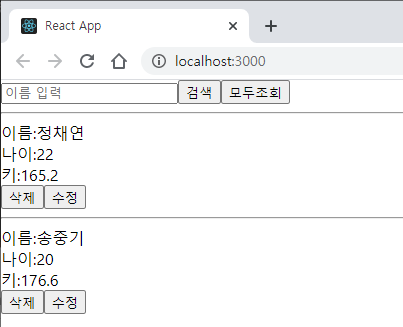 React App
localhost:3000
이름 입력 검색 모두조회
이름:정채연
나이:22
키:165.2
삭제 수정
이름:송중기
나이:20
키:176.6
삭제 수정